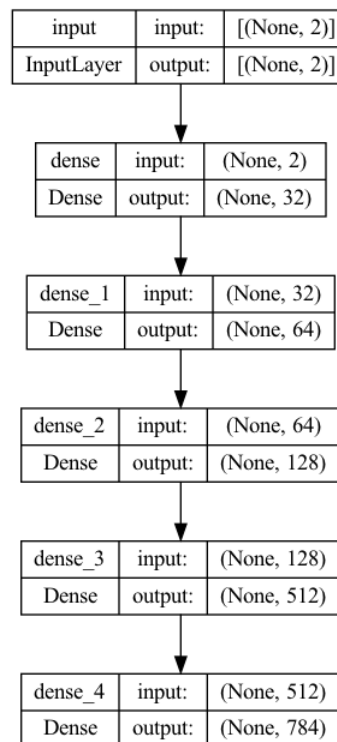 input input: [(None, 2)]
InputLayer output: [(None, 2)]
dense input: (None, 2)
Dense output: (None, 32)
dense_1 input: (None, 32)
Dense output: (None, 64)
dense_2 input: (None, 64)
Dense output: (None, 128)
dense_3 input: (None, 128)
Dense output: (None, 512)
dense_4 input: (None, 512)
Dense output: (None, 784)